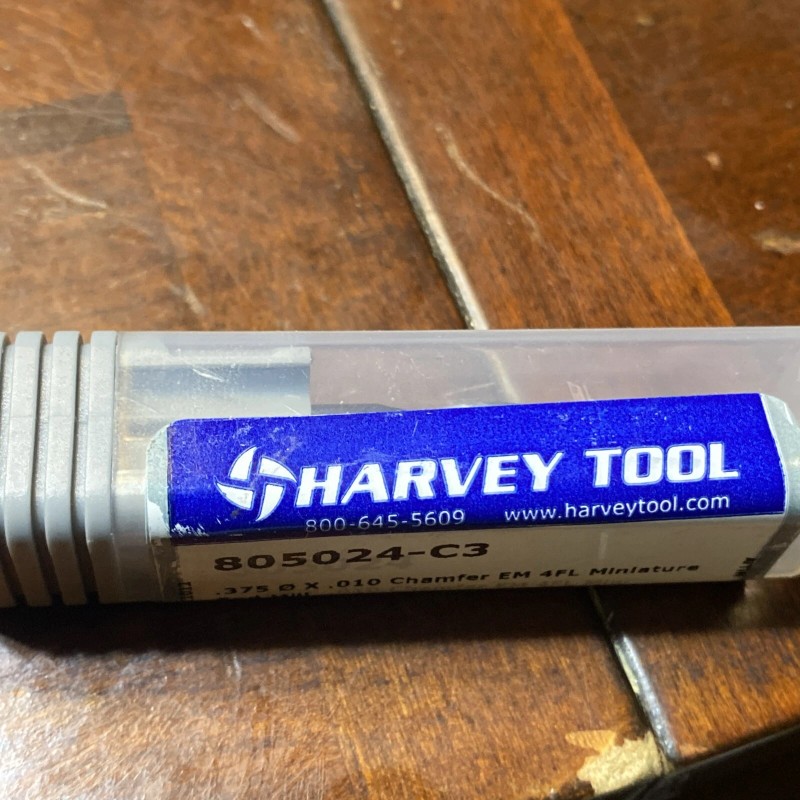 HARVEY TOOL
800-645-5609 www.harveytool.com
805024-C3
.375 Ø X .010 Chamfer EM 4FL Miniature